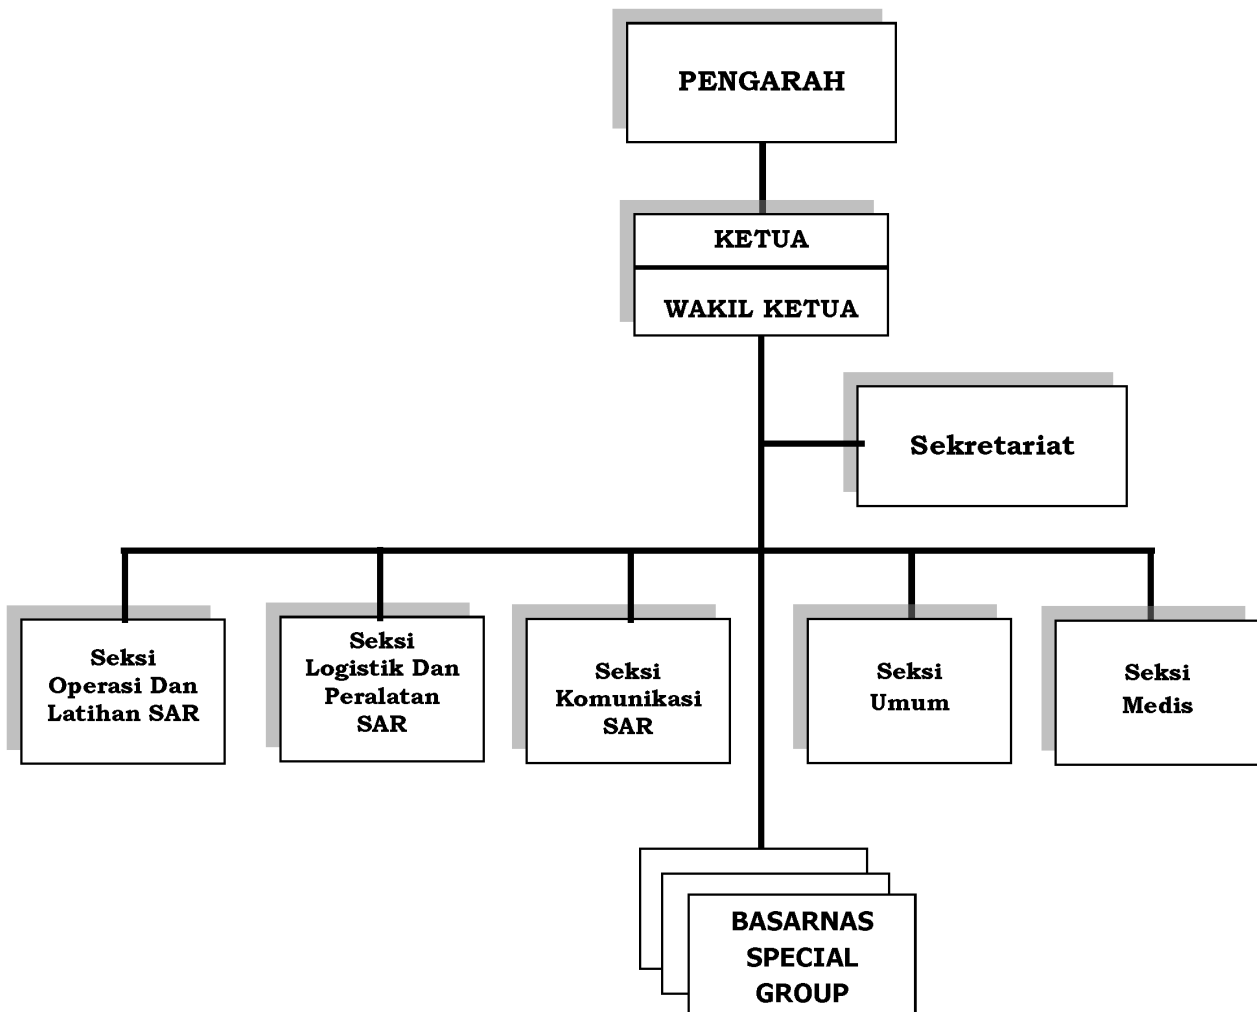 PENGARAH
KETUA
WAKIL KETUA
Sekretariat
Seksi
Operasi Dan
Latihan SAR
Seksi
Logistik Dan
Peralatan
SAR
Seksi
Komunikasi
SAR
Seksi
Umum
Seksi
Medis
BASARNAS
SPECIAL
GROUP